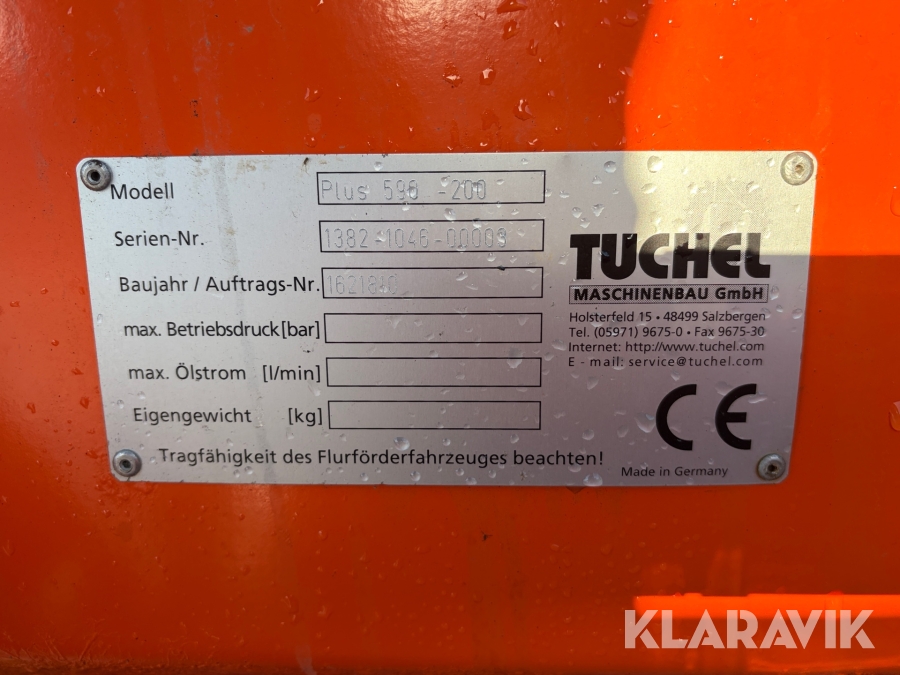 Modell Plus 590 -200
Serien-Nr. 1382-1046-00009
Baujahr / Auftrags-Nr.
max. Betriebsdruck [bar]
max. Ölstrom [l/min]
Eigengewicht [kg]
Tragfähigkeit des Flurförderfahrzeuges beachten!
TUCHEL
MASCHINENBAU GmbH
Holsterfeld 15 • 48499 Salzbergen
Tel. (05971) 9675-0 • Fax 9675-30
Internet: http://www.tuchel.com
E - mail: service@tuchel.com
CE
Made in Germany
KLARAVIK